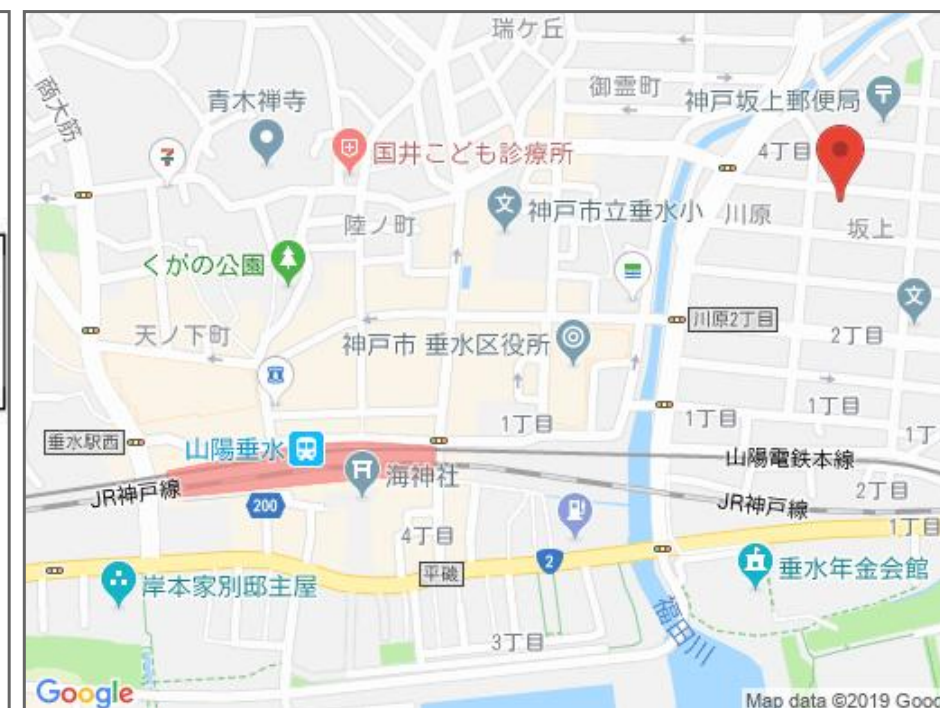 瑞ケ丘
商大筋
青木禅寺
御霊町
神戸坂上郵便局
国井こども診療所
4丁目
神戸市立垂水小
川原
坂上
陸ノ町
くがの公園
天ノ下町
神戸市 垂水区役所
川原2丁目
2丁目
1丁目
1丁目
1丁目
1丁
垂水駅西
山陽垂水
海神社
山陽電鉄本線
JR神戸線
JR神戸線
2丁目
200
1丁目
4丁目
2
平磯
垂水年金会館
岸本家別邸主屋
福田川
3丁目
Google
Map data ©2019 Goog